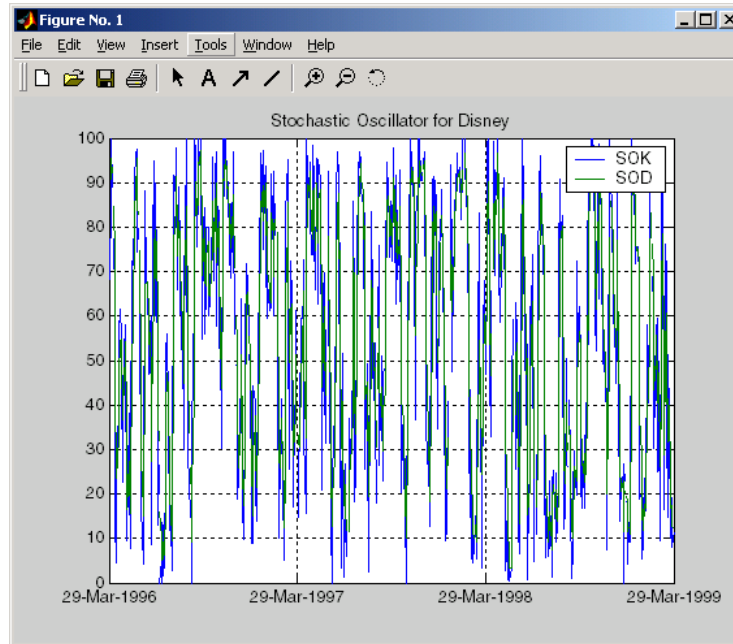 Figure No. 1
File Edit View Insert Tools Window Help
A
Stochastic Oscillator for Disney
100
90
80
70
60
50
40
30
20
10
0
SOK
SOD
29-Mar-1996 29-Mar-1997 29-Mar-1998 29-Mar-1999